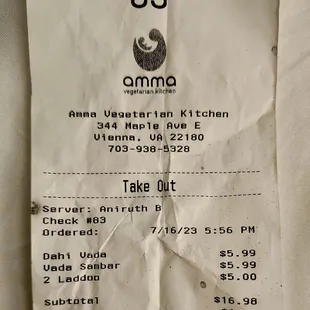 amma
vegetarian kitchen
Amma Vegetarian Kitchen
344 Maple Ave E
Vienna, VA 22180
703-938-5328
Take Out
Server: Aniruth B
Check #83
Ordered: 7/16/23 5:56 PM
Dahi Vada $5.99
Vada Sambar $5.99
2 Laddoo $5.00
Subtotal $16.98